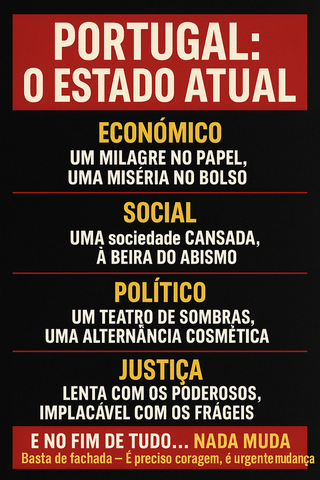 PORTUGAL:
O ESTADO ATUAL
ECONÓMICO
UM MILAGRE NO PAPEL,
UMA MISÉRIA NO BOLSO
SOCIAL
UMA sociedade CANSADA,
À BEIRA DO ABISMO
POLÍTICO
UM TEATRO DE SOMBRAS,
UMA ALTERNÂNCIA COSMÉTICA
JUSTIÇA
LENTA COM OS PODEROSOS,
IMPLACÁVEL COM OS FRÁGEIS
E NO FIM DE TUDO... NADA MUDA
Basta de fachada – É preciso coragem, é urgente mudança